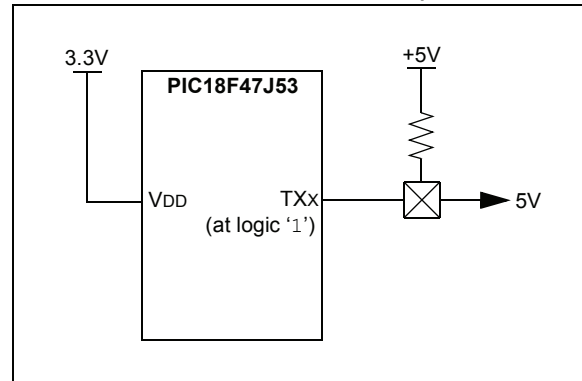 3.3V
+5V
PIC18F47J53
VDD
TXX
(at logic ‘1’)
5V